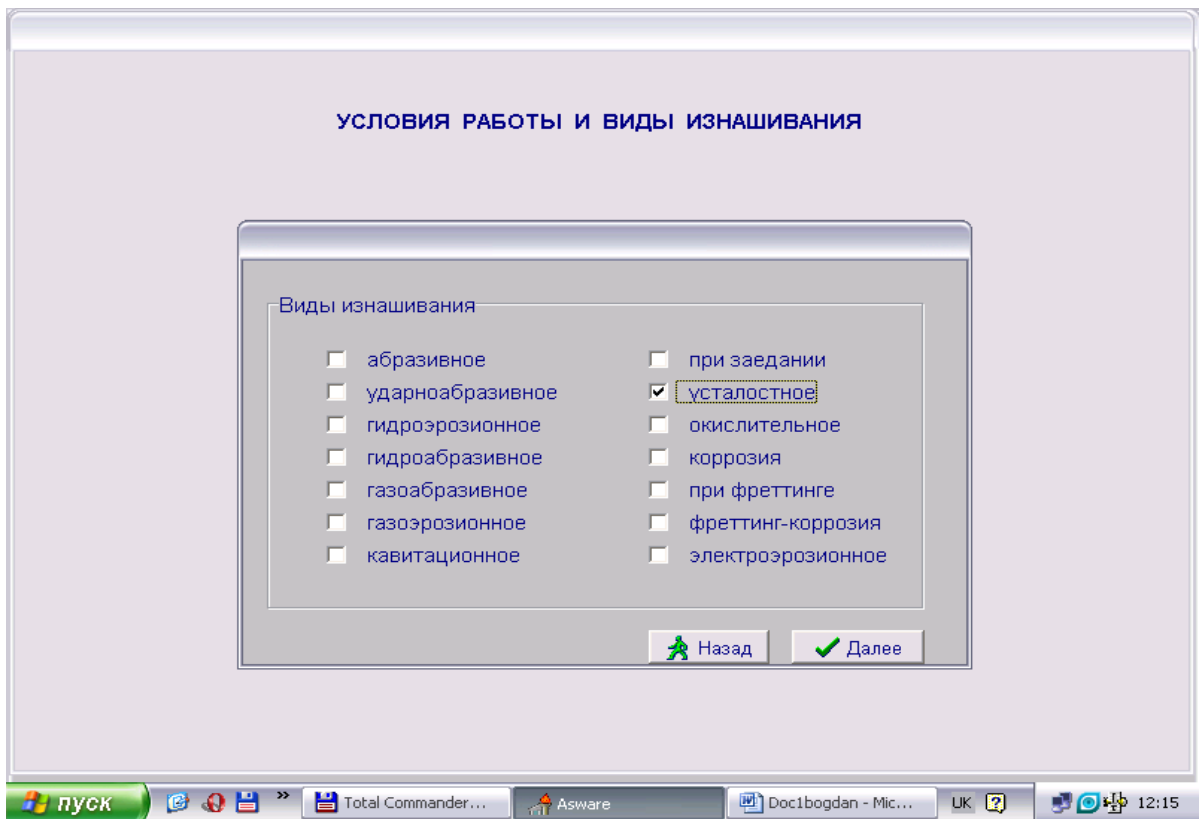 УСЛОВИЯ РАБОТЫ И ВИДЫ ИЗНАШИВАНИЯ
Виды изнашивания
абразивное
ударноабразивное
гидроэрозионное
гидроабразивное
газоабразивное
газоэрозионное
кавитационное
при заедании
усталостное
окислительное
коррозия
при фреттинге
фреттинг-коррозия
электроэрозионное
Назад
Далее
пуск
»
Total Commander...
Asware
Doc1bogdan - Mic...
UK
12:15